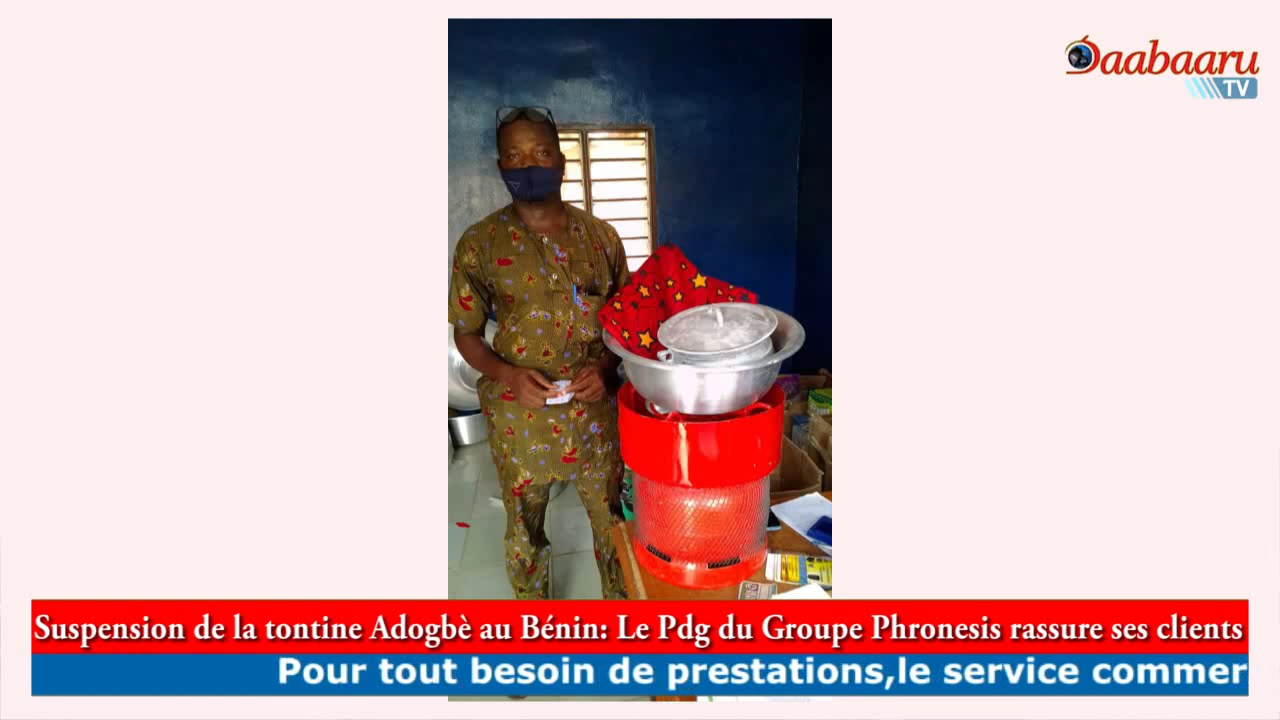 Daabaaru
TV
Suspension de la tontine Adogbè au Bénin: Le Pdg du Groupe Phronesis rassure ses clients
Pour tout besoin de prestations,le service commer